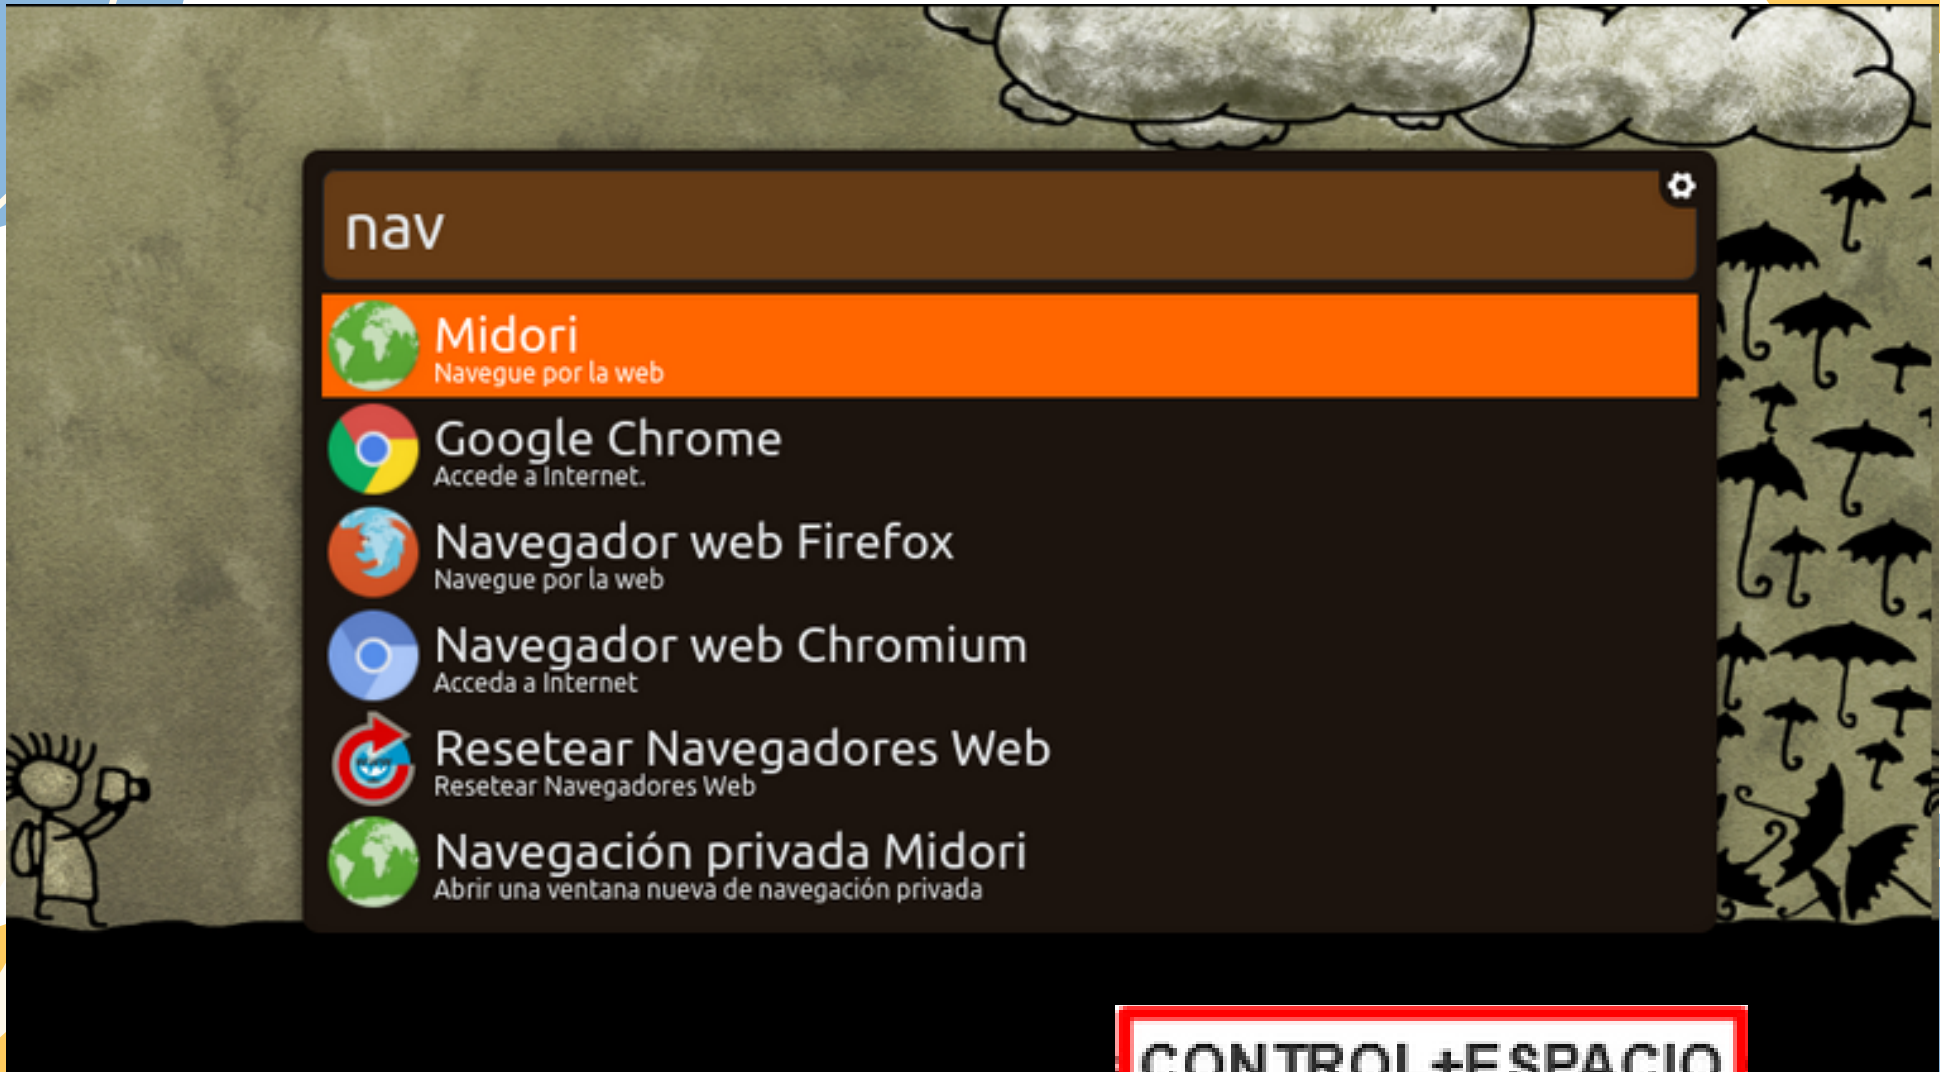 nav
Midori
Navegue por la web
Google Chrome
Accede a Internet.
Navegador web Firefox
Navegue por la web
Navegador web Chromium
Acceda a Internet
Resetear Navegadores Web
Resetear Navegadores Web
Navegación privada Midori
Abrir una ventana nueva de navegación privada
CONTROL+ESPACIO